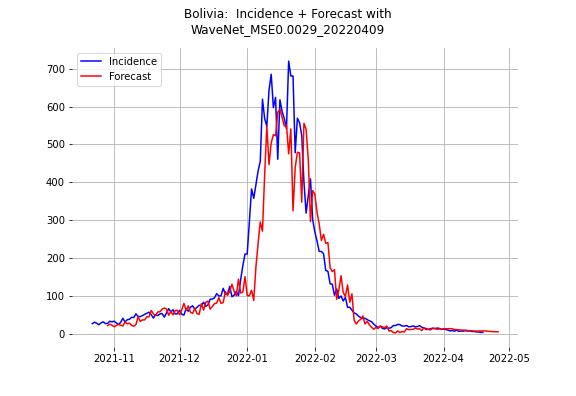 Bolivia:  Incidence + Forecast with
WaveNet_MSE0.0029_20220409
Incidence
Forecast
700
600
500
400
300
200
100
0
2021-11 2021-12 2022-01 2022-02 2022-03 2022-04 2022-05